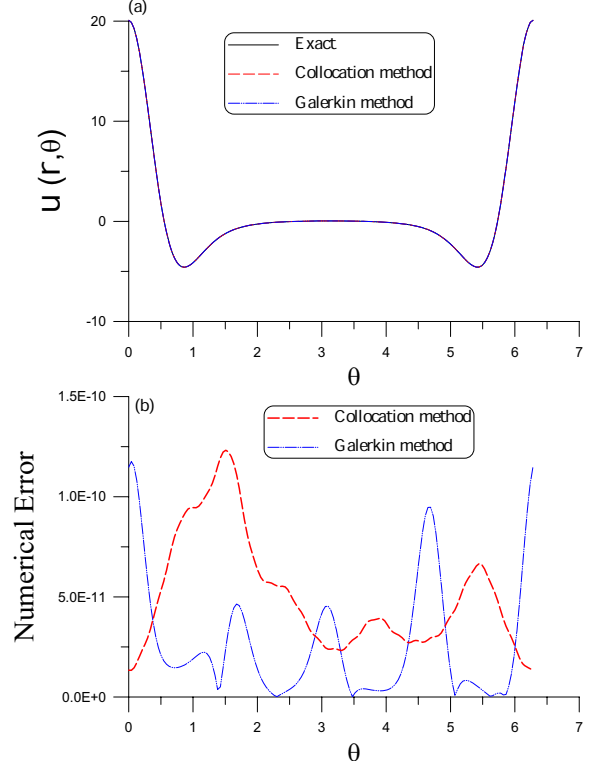 (a)
20
10
0
-10
u (r,θ)
Exact
Collocation method
Galerkin method
0 1 2 3 4 5 6 7
θ
(b)
1.5E-10
1.0E-10
5.0E-11
0.0E+0
Numerical Error
Collocation method
Galerkin method
0 1 2 3 4 5 6 7
θ